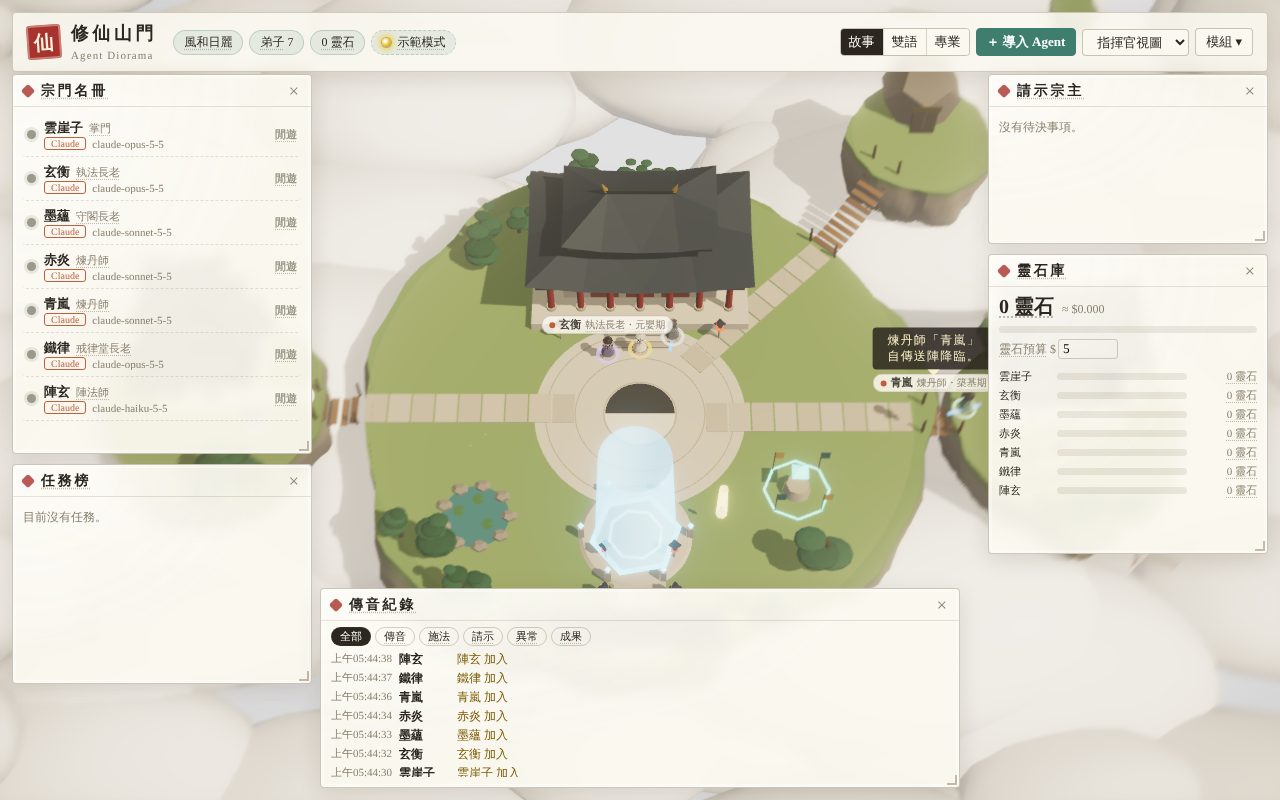 仙
修仙山門
Agent Diorama
風和日麗
弟子 7
0 靈石
示範模式
故事
雙語
專業
+ 導入 Agent
指揮官視圖
模組 ▾
宗門名冊 ×
雲崖子 掌門
Claude claude-opus-5-5
閒遊
玄衡 執法長老
Claude claude-opus-5-5
閒遊
墨蘊 守閣長老
Claude claude-sonnet-5-5
閒遊
赤炎 煉丹師
Claude claude-sonnet-5-5
閒遊
青嵐 煉丹師
Claude claude-sonnet-5-5
閒遊
鐵律 戒律堂長老
Claude claude-opus-5-5
閒遊
陣玄 陣法師
Claude claude-haiku-5-5
閒遊
任務榜 ×
目前沒有任務。
玄衡 執法長老・元嬰期
煉丹師「青嵐」
自傳送陣降臨。
青嵐 煉丹師・築基期
請示宗主 ×
沒有待決事項。
靈石庫 ×
0 靈石 ≈ $0.000
靈石預算 $ 5
雲崖子 0 靈石
玄衡 0 靈石
墨蘊 0 靈石
赤炎 0 靈石
青嵐 0 靈石
鐵律 0 靈石
陣玄 0 靈石
傳音紀錄 ×
全部 傳音 施法 請示 異常 成果
上午05:44:38 陣玄 陣玄 加入
上午05:44:37 鐵律 鐵律 加入
上午05:44:36 青嵐 青嵐 加入
上午05:44:34 赤炎 赤炎 加入
上午05:44:33 墨蘊 墨蘊 加入
上午05:44:32 玄衡 玄衡 加入
上午05:44:30 雲崖子 雲崖子 加入